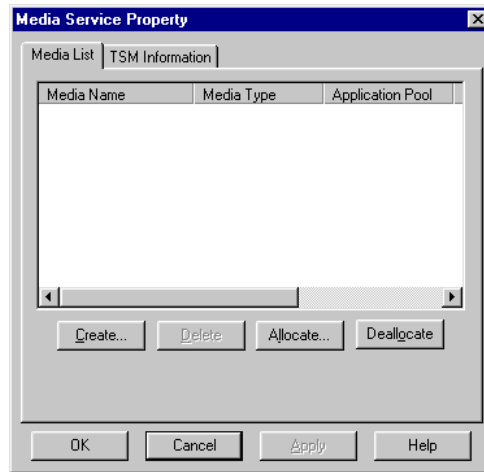 Media Service Property
Media List TSM Information
Media Name Media Type Application Pool
Create... Delete Allocate... Deallocate
OK Cancel Apply Help